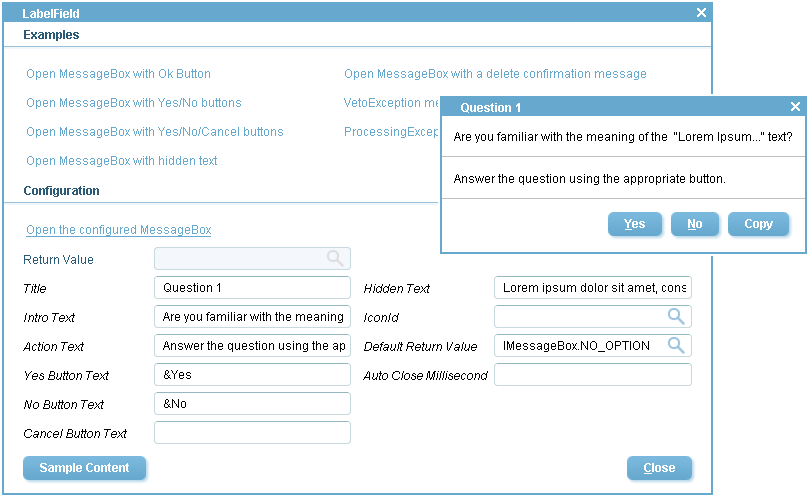 LabelField
Examples
Open MessageBox with Ok Button
Open MessageBox with a delete confirmation message
Open MessageBox with Yes/No buttons
VetoException
Open MessageBox with Yes/No/Cancel buttons
Open MessageBox with hidden text
Question 1
Are you familiar with the meaning of the "Lorem Ipsum..." text?
Answer the question using the appropriate button.
Yes No Copy
Configuration
Open the configured MessageBox
Return Value
Title Question 1
Hidden Text Lorem ipsum dolor sit amet, cons
Intro Text Are you familiar with the meaning
IconId
Action Text Answer the question using the ap
Default Return Value IMessageBox.NO_OPTION
Yes Button Text &Yes
Auto Close Millisecond
No Button Text &No
Cancel Button Text
Sample Content
Close